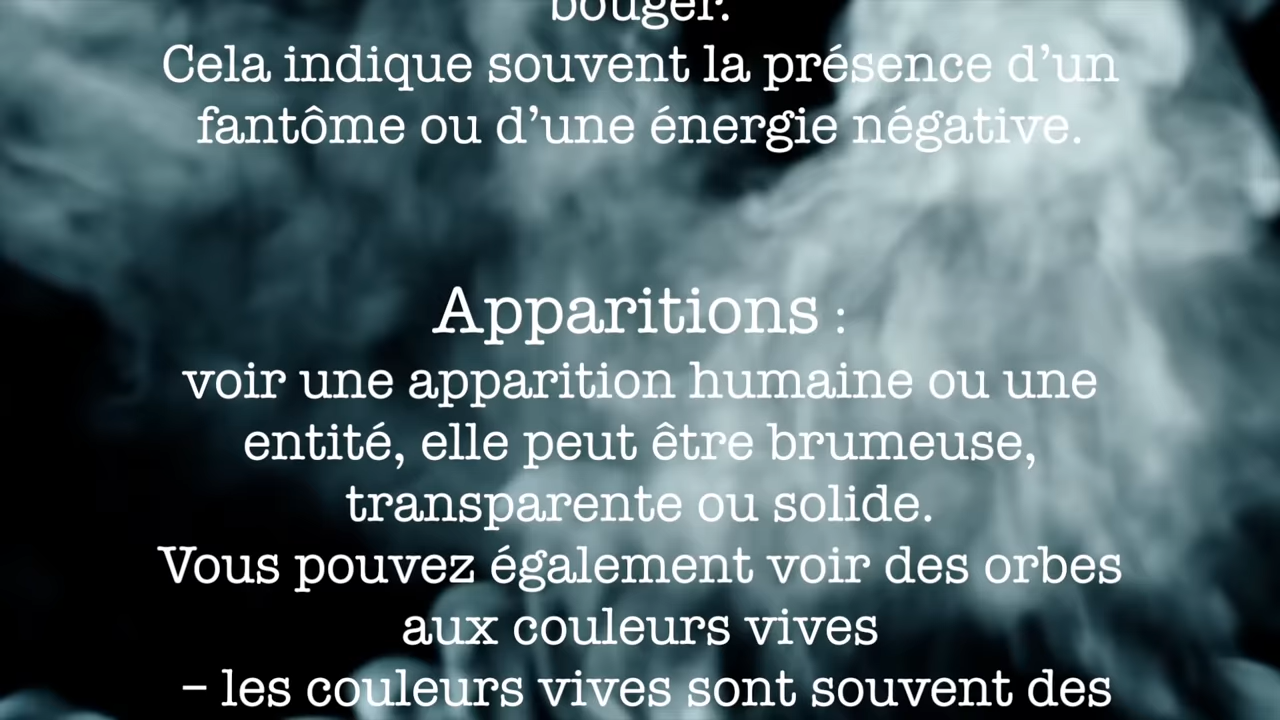 bouger.
Cela indique souvent la présence d’un
fantôme ou d’une énergie négative.
Apparitions :
voir une apparition humaine ou une
entité, elle peut être brumeuse,
transparente ou solide.
Vous pouvez également voir des orbes
aux couleurs vives
– les couleurs vives sont souvent des